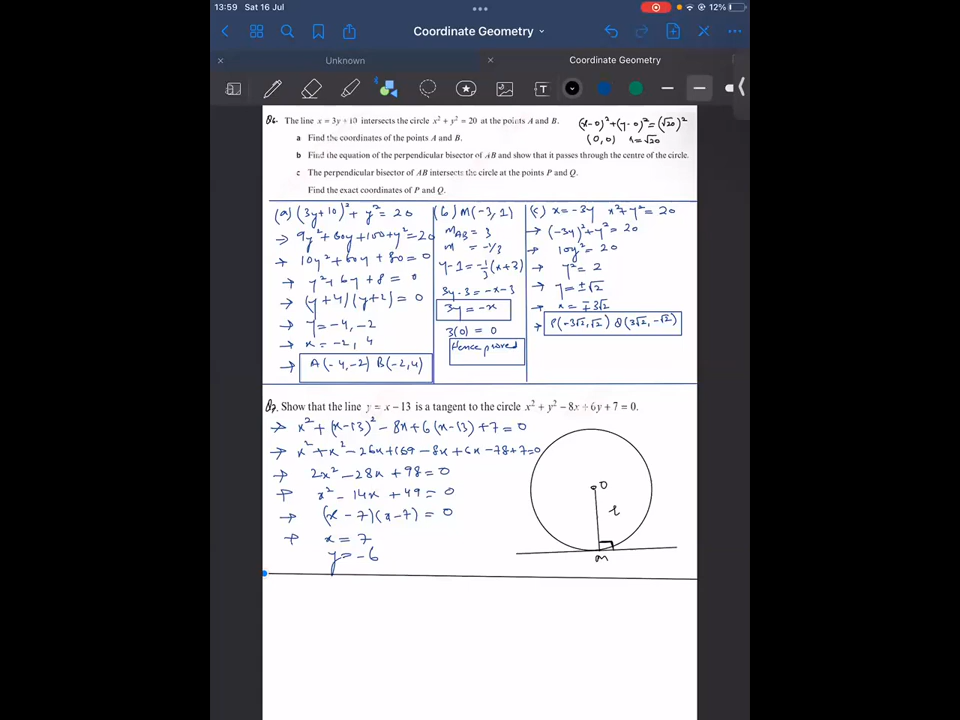 13:59 Sat 16 Jul
12%
Coordinate Geometry
Unknown
Coordinate Geometry
Q6. The line x = 3y + 10 intersects the circle x² + y² = 20 at the points A and B.
(x-0)²+(y-0)²=(√20)²
(0,0) r=√20
a Find the coordinates of the points A and B.
b Find the equation of the perpendicular bisector of AB and show that it passes through the centre of the circle.
c The perpendicular bisector of AB intersects the circle at the points P and Q.
Find the exact coordinates of P and Q.
(a) (3y+10)² + y² = 20
→ 9y²+60y+100+y²=20
→ 10y²+60y+80=0
→ y²+6y+8=0
→ (y+4)(y+2)=0
→ y=-4,-2
→ x=-2, 4
→ A(-4,-2) B(-2,4)
(b) M(-3,1)
M_AB = 3
m = -1/3
y-1=-1/3(x+3)
3y-3=-x-3
3y=-x
3(0)=0
Hence proved
(c) x=-3y x²+y²=20
→ (-3y)²+y²=20
→ 10y²=20
→ y²=2
→ y=±√2
→ x=∓3√2
→ P(-3√2,√2) Q(3√2,-√2)
Q7. Show that the line y = x − 13 is a tangent to the circle x² + y² − 8x + 6y + 7 = 0.
→ x²+(x-13)²-8x+6(x-13)+7=0
→ x²+x²-26x+169-8x+6x-78+7=0
→ 2x²-28x+98=0
→ x²-14x+49=0
→ (x-7)(x-7)=0
→ x=7
y=-6
O
r
m